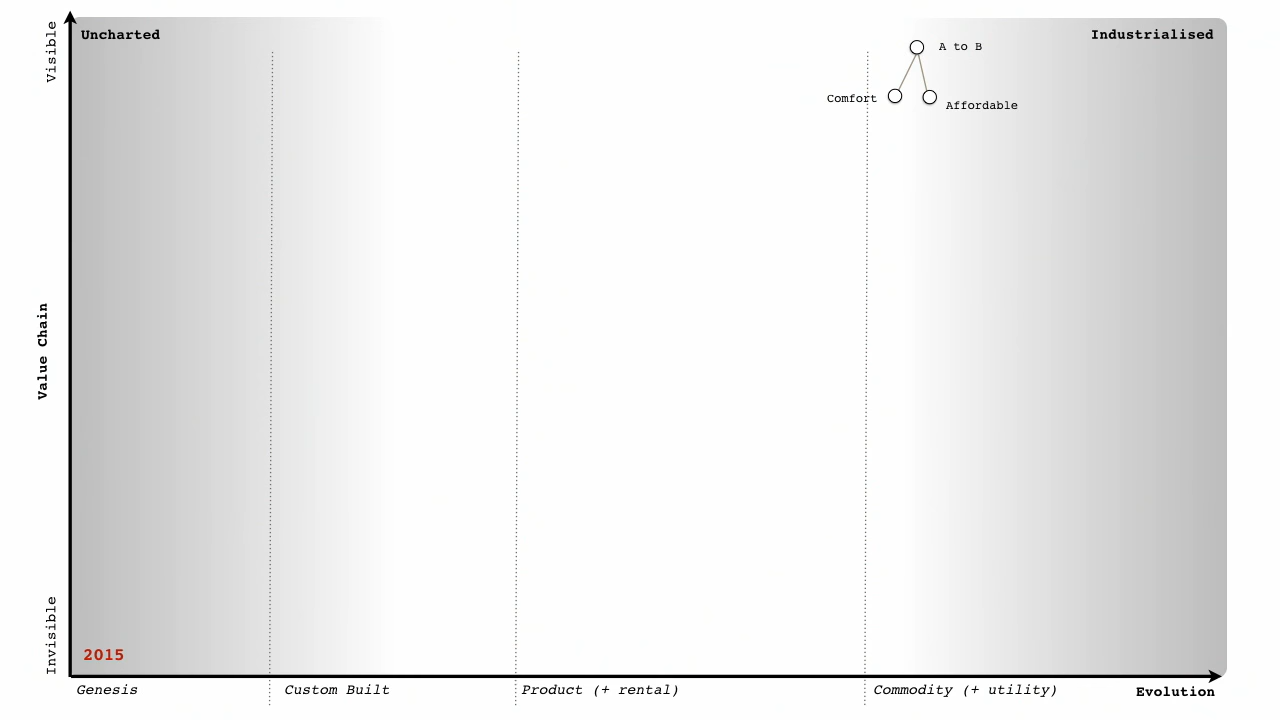 Visible
Uncharted
Industrialised
A to B
Comfort
Affordable
Value Chain
Invisible
2015
Genesis
Custom Built
Product (+ rental)
Commodity (+ utility)
Evolution